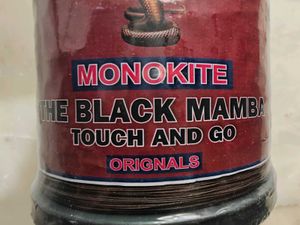 MONOKITE
THE BLACK MAMBA
TOUCH AND GO
ORIGNALS